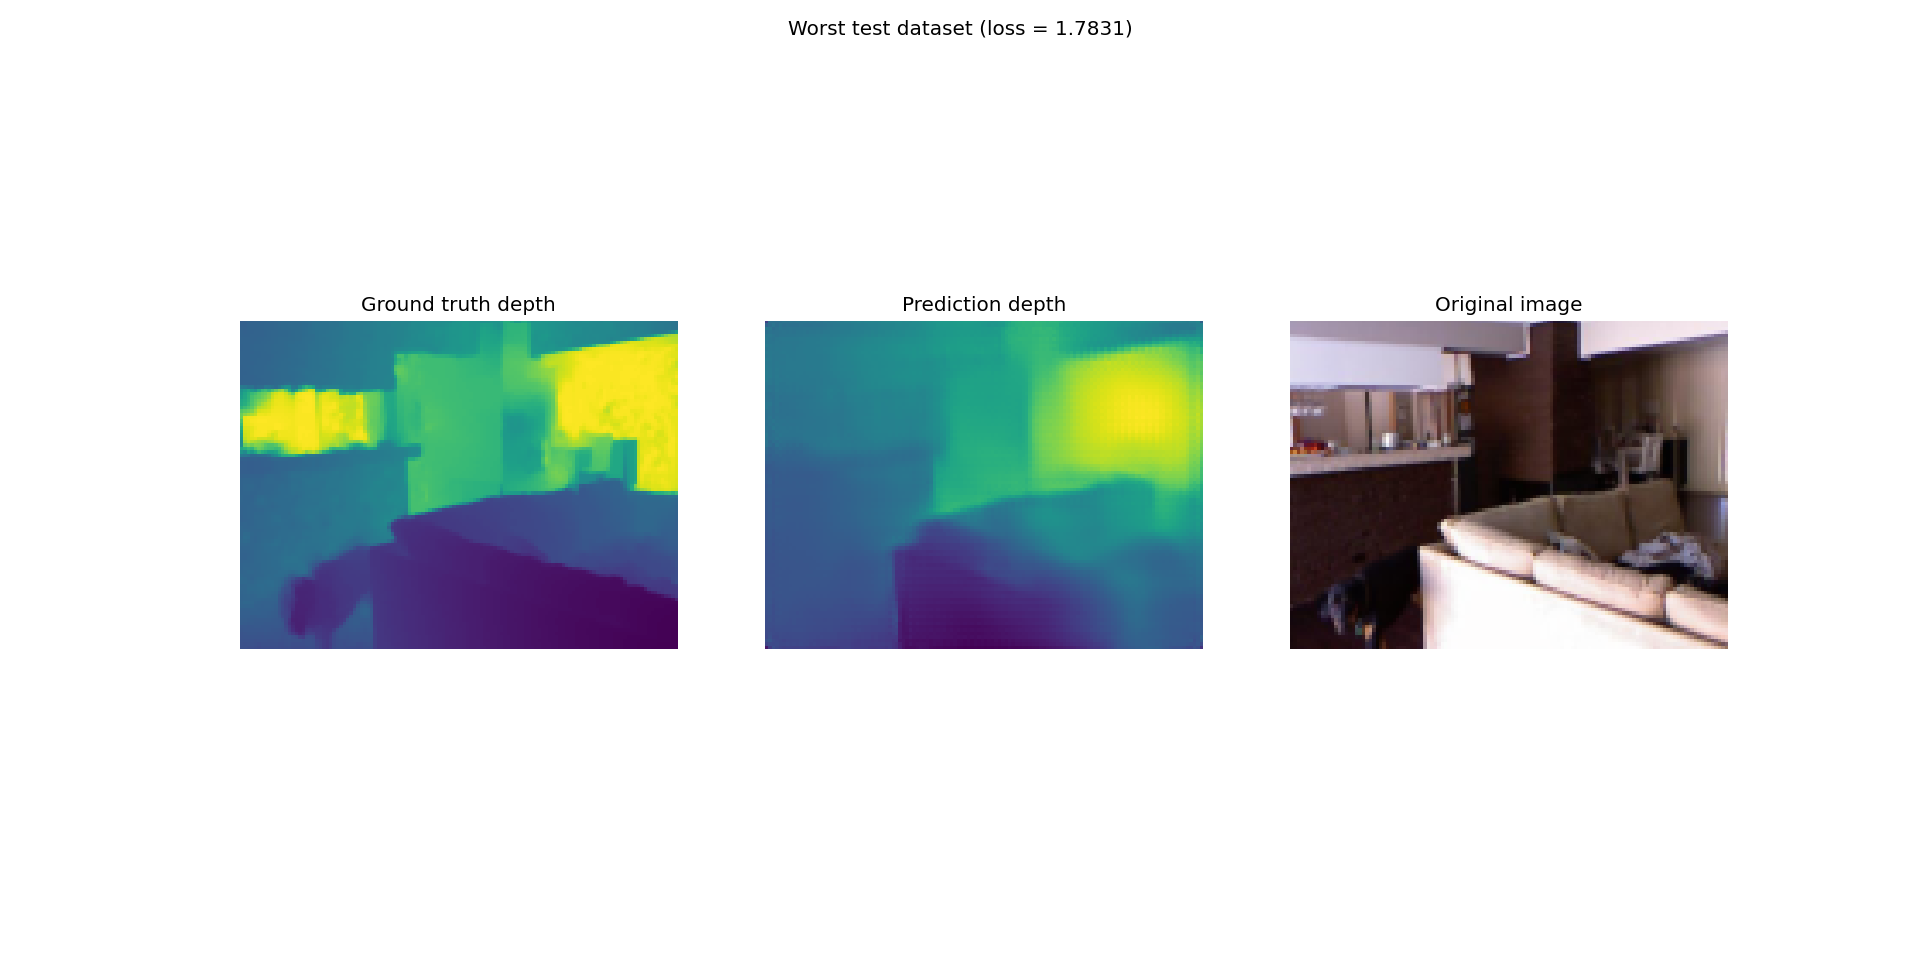 Worst test dataset (loss = 1.7831)
Ground truth depth
Prediction depth
Original image